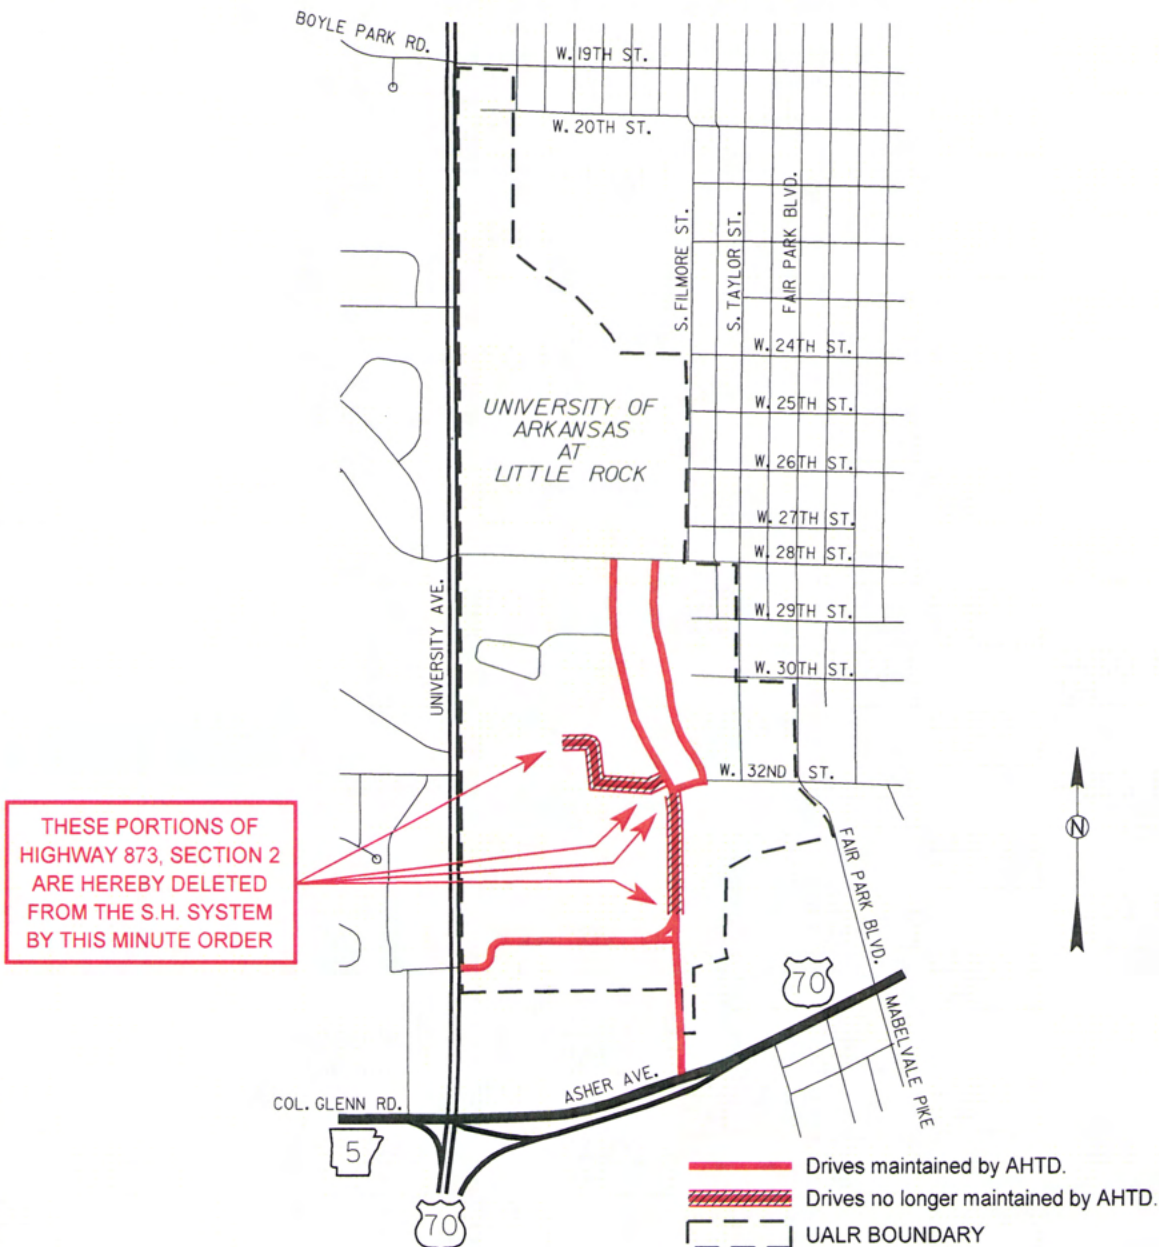 BOYLE PARK RD.
W. 19TH ST.
W. 20TH ST.
S. FILMORE ST.
S. TAYLOR ST.
FAIR PARK BLVD.
W. 24TH ST.
UNIVERSITY OF
ARKANSAS
AT
LITTLE ROCK
W. 25TH ST.
W. 26TH ST.
W. 27TH ST.
W. 28TH ST.
UNIVERSITY AVE.
W. 29TH ST.
W. 30TH ST.
W. 32ND ST.
THESE PORTIONS OF
HIGHWAY 873, SECTION 2
ARE HEREBY DELETED
FROM THE S.H. SYSTEM
BY THIS MINUTE ORDER
N
FAIR PARK BLVD.
70
MABELVALE PIKE
ASHER AVE.
COL. GLENN RD.
5
70
Drives maintained by AHTD.
Drives no longer maintained by AHTD.
UALR BOUNDARY